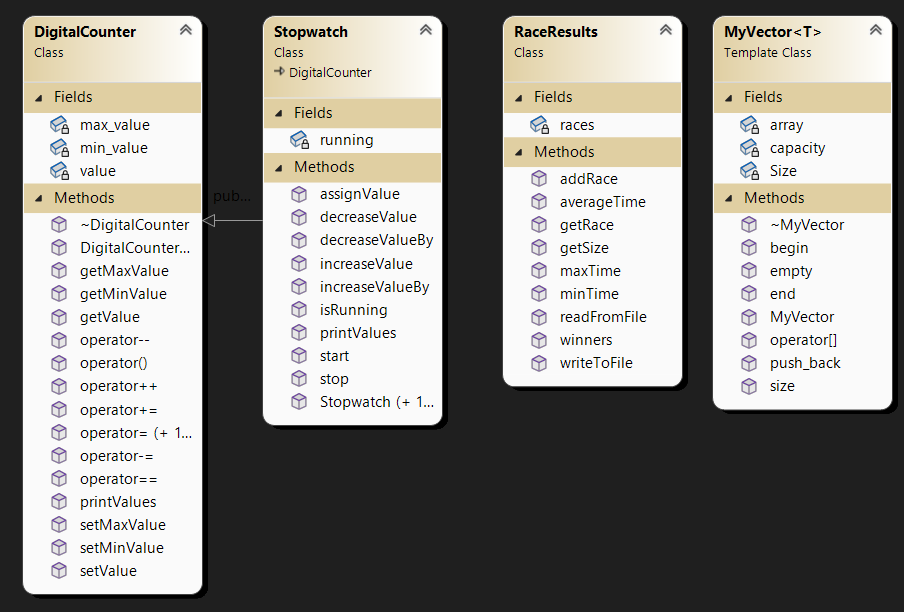 DigitalCounter
Class
Fields
max_value
min_value
value
Methods
~DigitalCounter
DigitalCounter...
getMaxValue
getMinValue
getValue
operator--
operator()
operator++
operator+=
operator= (+ 1...
operator-=
operator==
printValues
setMaxValue
setMinValue
setValue
pub...
Stopwatch
Class
DigitalCounter
Fields
running
Methods
assignValue
decreaseValue
decreaseValueBy
increaseValue
increaseValueBy
isRunning
printValues
start
stop
Stopwatch (+ 1...
RaceResults
Class
Fields
races
Methods
addRace
averageTime
getRace
getSize
maxTime
minTime
readFromFile
winners
writeToFile
MyVector<T>
Template Class
Fields
array
capacity
Size
Methods
~MyVector
begin
empty
end
MyVector
operator[]
push_back
size